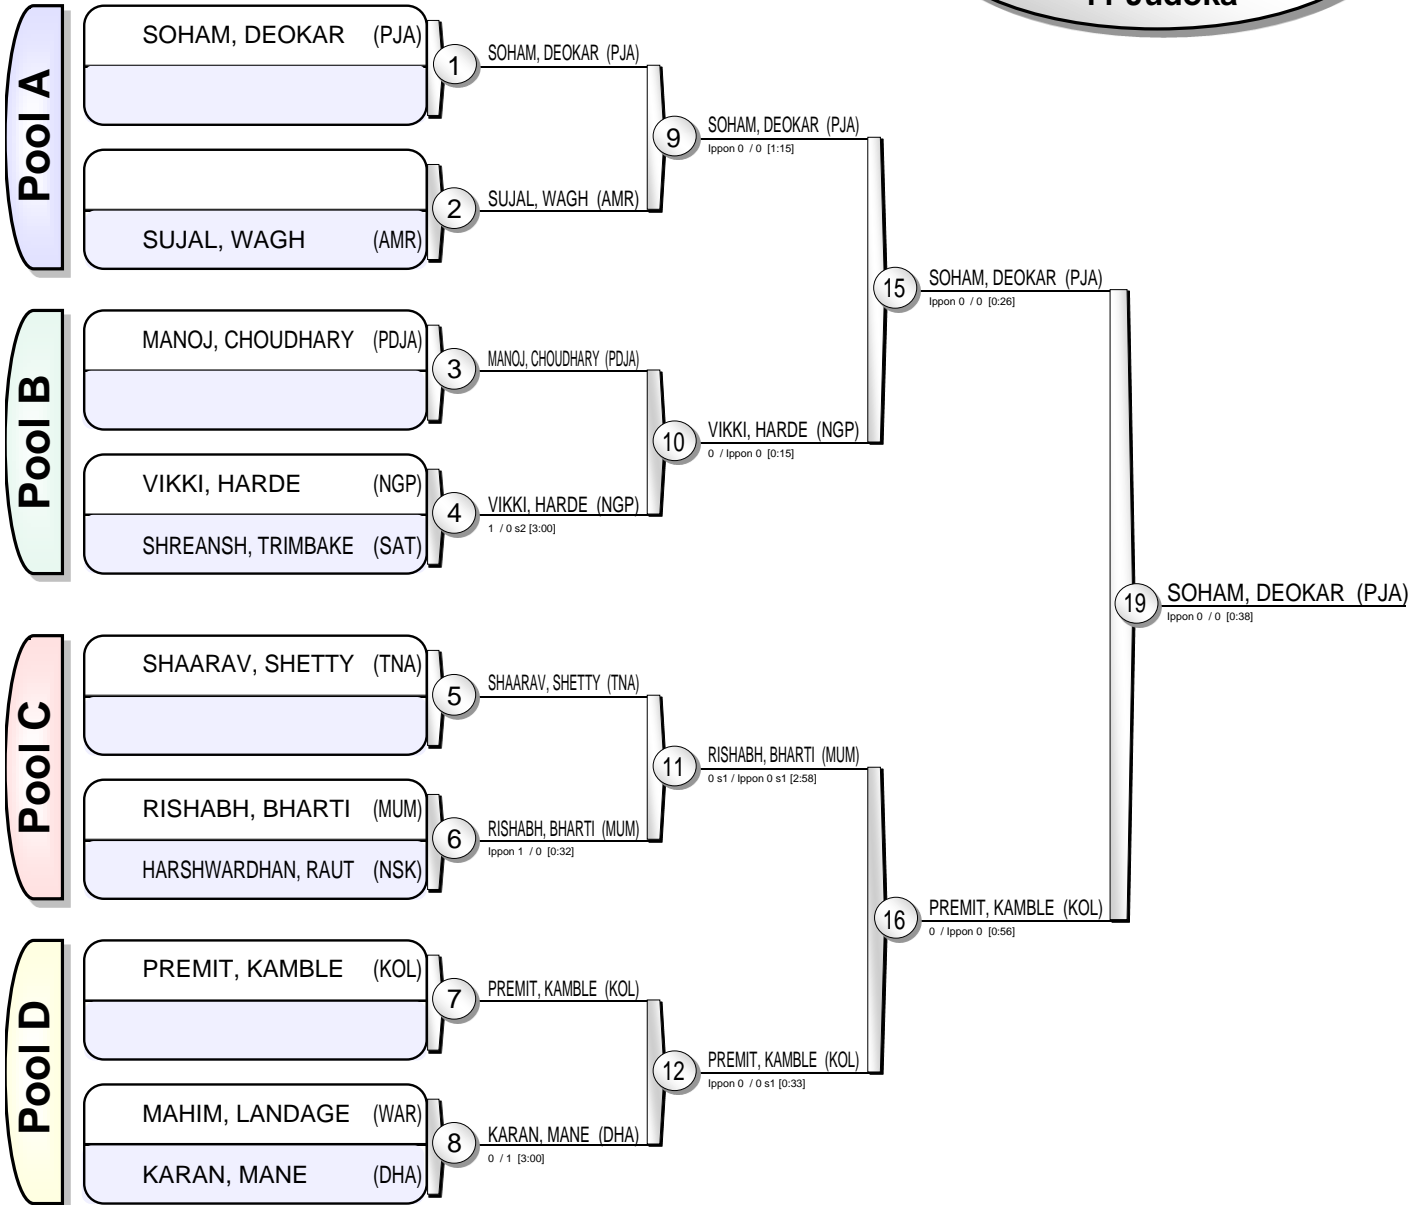 11 Judoka
Pool A
SOHAM, DEOKAR (PJA)
SUJAL, WAGH (AMR)
1
SOHAM, DEOKAR (PJA)
2
SUJAL, WAGH (AMR)
9
SOHAM, DEOKAR (PJA)
Ippon 0 / 0 [1:15]
Pool B
MANOJ, CHOUDHARY (PDJA)
VIKKI, HARDE (NGP)
SHREANSH, TRIMBAKE (SAT)
3
MANOJ, CHOUDHARY (PDJA)
4
VIKKI, HARDE (NGP)
1 / 0 s2 [3:00]
10
VIKKI, HARDE (NGP)
0 / Ippon 0 [0:15]
15
SOHAM, DEOKAR (PJA)
Ippon 0 / 0 [0:26]
Pool C
SHAARAV, SHETTY (TNA)
RISHABH, BHARTI (MUM)
HARSHWARDHAN, RAUT (NSK)
5
SHAARAV, SHETTY (TNA)
6
RISHABH, BHARTI (MUM)
Ippon 1 / 0 [0:32]
11
RISHABH, BHARTI (MUM)
0 s1 / Ippon 0 s1 [2:58]
Pool D
PREMIT, KAMBLE (KOL)
MAHIM, LANDAGE (WAR)
KARAN, MANE (DHA)
7
PREMIT, KAMBLE (KOL)
8
KARAN, MANE (DHA)
0 / 1 [3:00]
12
PREMIT, KAMBLE (KOL)
Ippon 0 / 0 s1 [0:33]
16
PREMIT, KAMBLE (KOL)
0 / Ippon 0 [0:56]
19
SOHAM, DEOKAR (PJA)
Ippon 0 / 0 [0:38]